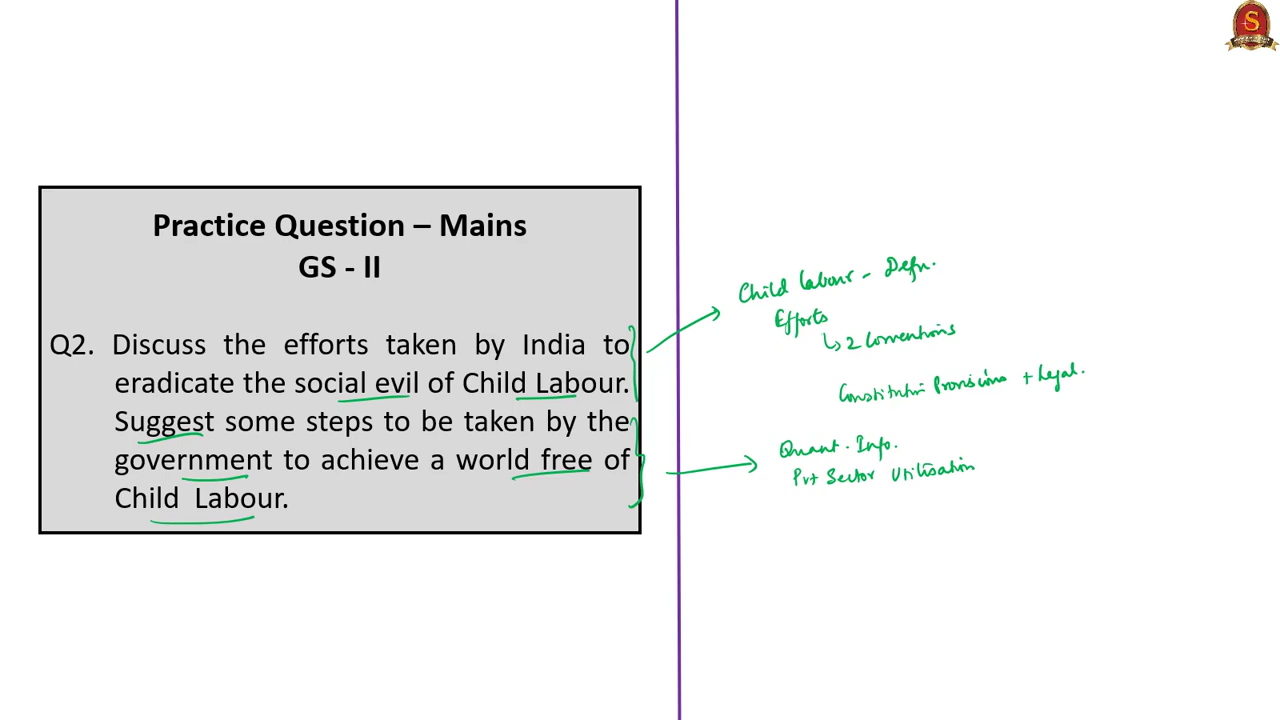 Practice Question – Mains
GS - II
Q2. Discuss the efforts taken by India to
eradicate the social evil of Child Labour.
Suggest some steps to be taken by the
government to achieve a world free of
Child Labour.
Child Labour - Defn.
Efforts
↳ 2 Conventions
Constitutn Provisions + Legal.
Quant. Info.
Pvt Sector Utilisation
S